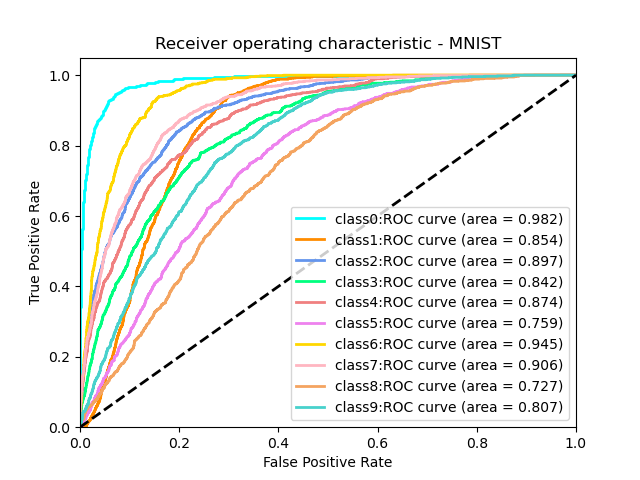 Receiver operating characteristic - MNIST
1.0
0.8
0.6
0.4
0.2
0.0
True Positive Rate
class0:ROC curve (area = 0.982)
class1:ROC curve (area = 0.854)
class2:ROC curve (area = 0.897)
class3:ROC curve (area = 0.842)
class4:ROC curve (area = 0.874)
class5:ROC curve (area = 0.759)
class6:ROC curve (area = 0.945)
class7:ROC curve (area = 0.906)
class8:ROC curve (area = 0.727)
class9:ROC curve (area = 0.807)
0.0 0.2 0.4 0.6 0.8 1.0
False Positive Rate